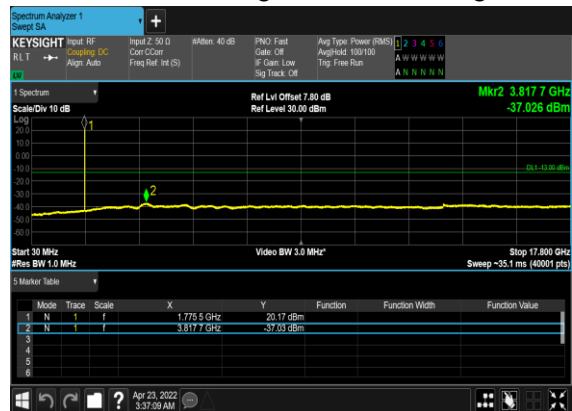 Spectrum Analyzer 1
Swept SA
+
KEYSIGHT Input: RF Input Z: 50 Ω #Atten: 40 dB PNO: Fast Avg Type: Power (RMS) 1 2 3 4 5 6
RLT Coupling: DC Corr CCorr Gate: Off Avg|Hold: 100/100 A W W W W W
Align: Auto Freq Ref: Int (S) IF Gain: Low Trig: Free Run
Sig Track: Off A N N N N N
LW
1 Spectrum Ref Lvl Offset 7.80 dB Mkr2 3.817 7 GHz
Scale/Div 10 dB Ref Level 30.00 dBm -37.026 dBm
Log
1
20.0
10.0
0.00
-10.0
DL1 -13.00 dBm
-20.0
2
-30.0
-40.0
-50.0
-60.0
Start 30 MHz Video BW 3.0 MHz* Stop 17.800 GHz
#Res BW 1.0 MHz Sweep ~35.1 ms (40001 pts)
5 Marker Table
Mode Trace Scale X Y Function Function Width Function Value
1 N 1 f 1.775 5 GHz 20.17 dBm
2 N 1 f 3.817 7 GHz -37.03 dBm
3
4
5
6
? Apr 23, 2022
3:37:09 AM